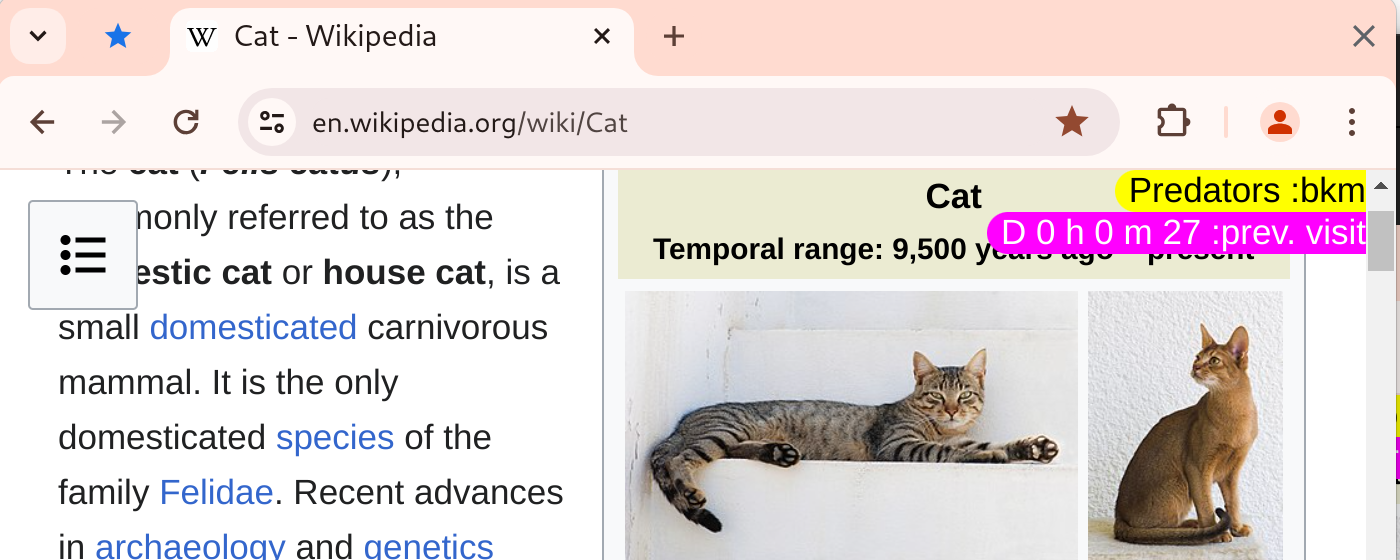 W Cat - Wikipedia
en.wikipedia.org/wiki/Cat
The cat (Felis catus),
monly referred to as the
estic cat or house cat, is a
small domesticated carnivorous
mammal. It is the only
domesticated species of the
family Felidae. Recent advances
in archaeology and genetics
Cat
Temporal range: 9,500 years ago – present
Predators :bkm
D 0 h 0 m 27 :prev. visit